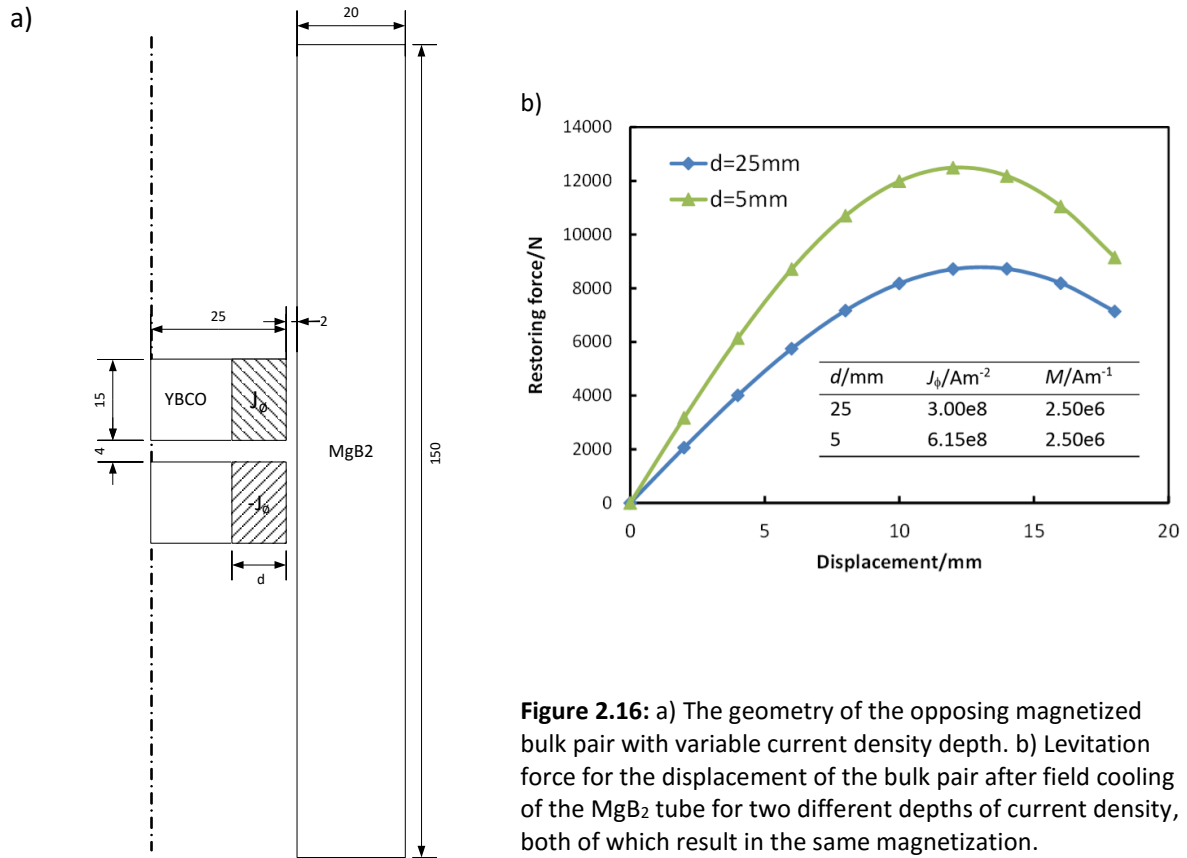 a)
20
25
2
15
YBCO
Jø
4
-Jø
d
MgB2
150
b)
14000
12000
10000
8000
6000
4000
2000
0
Restoring force/N
d=25mm
d=5mm
d/mm Jϕ/Am⁻² M/Am⁻¹
25 3.00e8 2.50e6
5 6.15e8 2.50e6
0 5 10 15 20
Displacement/mm
Figure 2.16: a) The geometry of the opposing magnetized
bulk pair with variable current density depth. b) Levitation
force for the displacement of the bulk pair after field cooling
of the MgB₂ tube for two different depths of current density,
both of which result in the same magnetization.